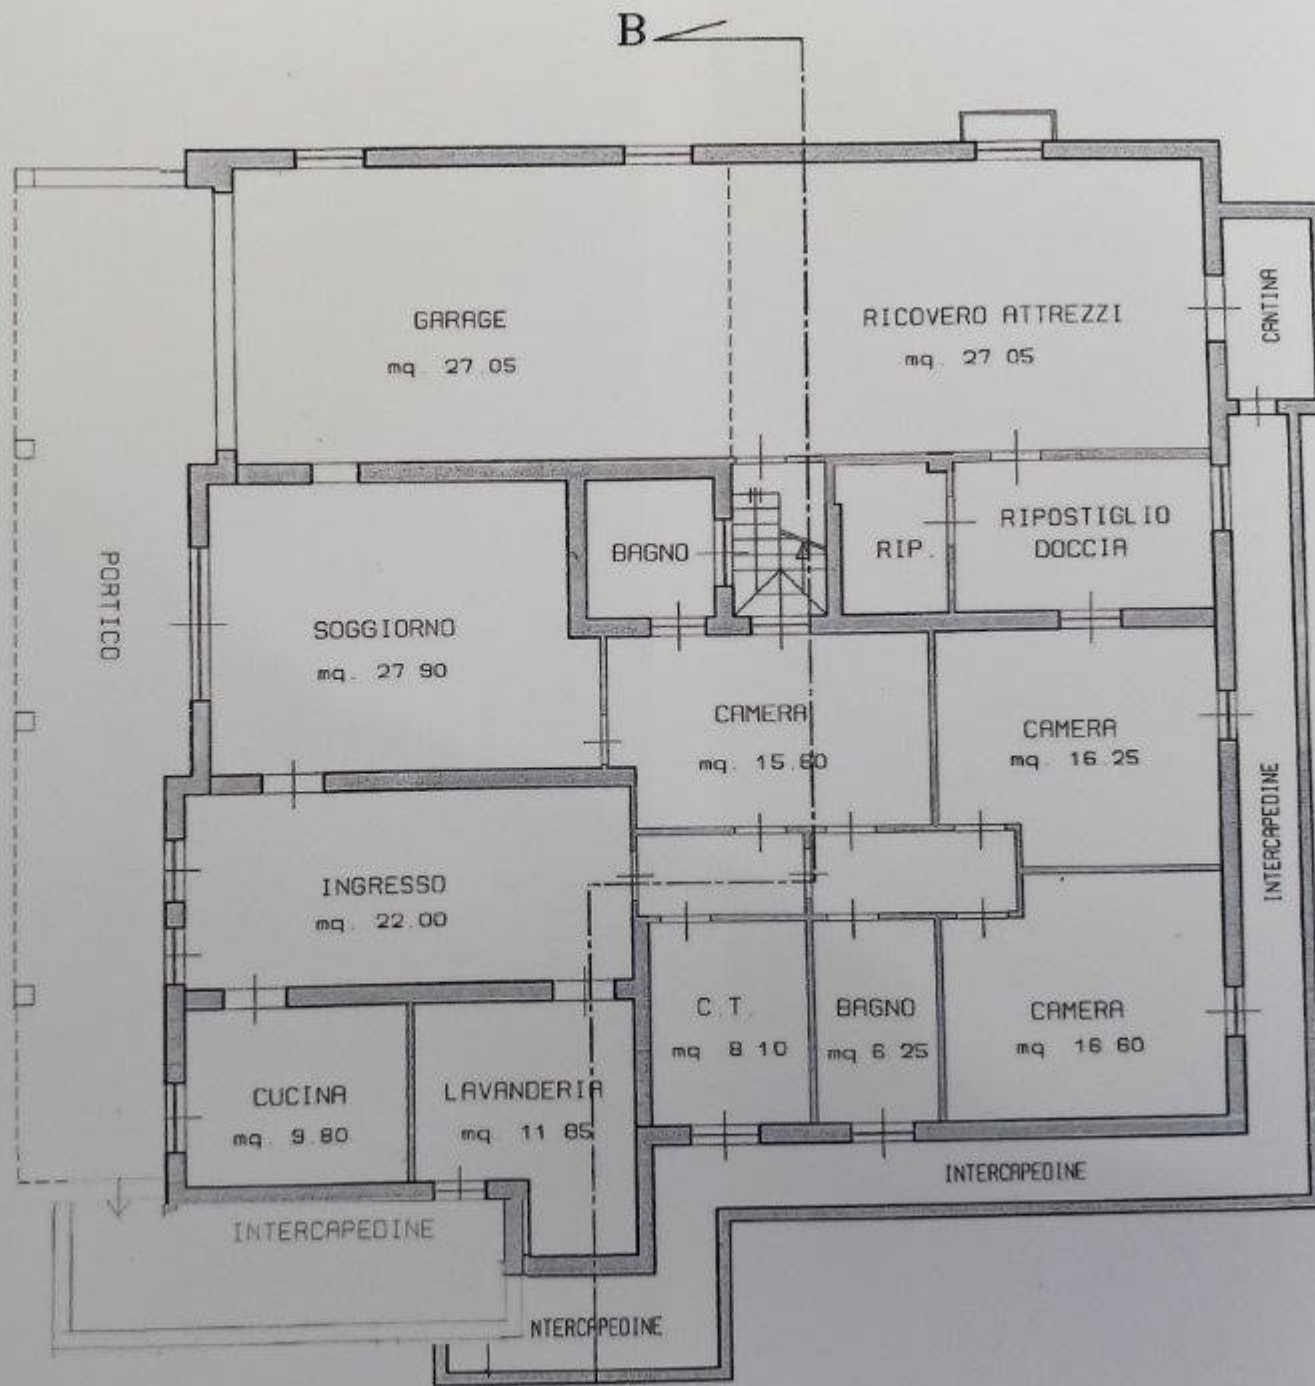 B
GARAGE
mq. 27.05
RICOVERO ATTREZZI
mq. 27.05
CANTINA
PORTICO
BAGNO
RIP.
RIPOSTIGLIO
DOCCIA
SOGGIORNO
mq. 27 90
CAMERA
mq. 15.60
CAMERA
mq. 16.25
INTERCAPEDINE
INGRESSO
mq. 22.00
C.T.
mq 8 10
BAGNO
mq 6 25
CAMERA
mq 16 60
CUCINA
mq. 9.80
LAVANDERIA
mq 11 85
INTERCAPEDINE
INTERCAPEDINE
NTERCAPEDINE